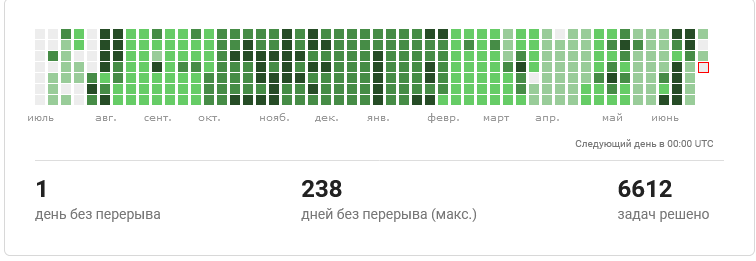 июль авг. сент. окт. нояб. дек. янв. февр. март апр. май июнь
Следующий день в 00:00 UTC
1 238 6612
день без перерыва дней без перерыва (макс.) задач решено